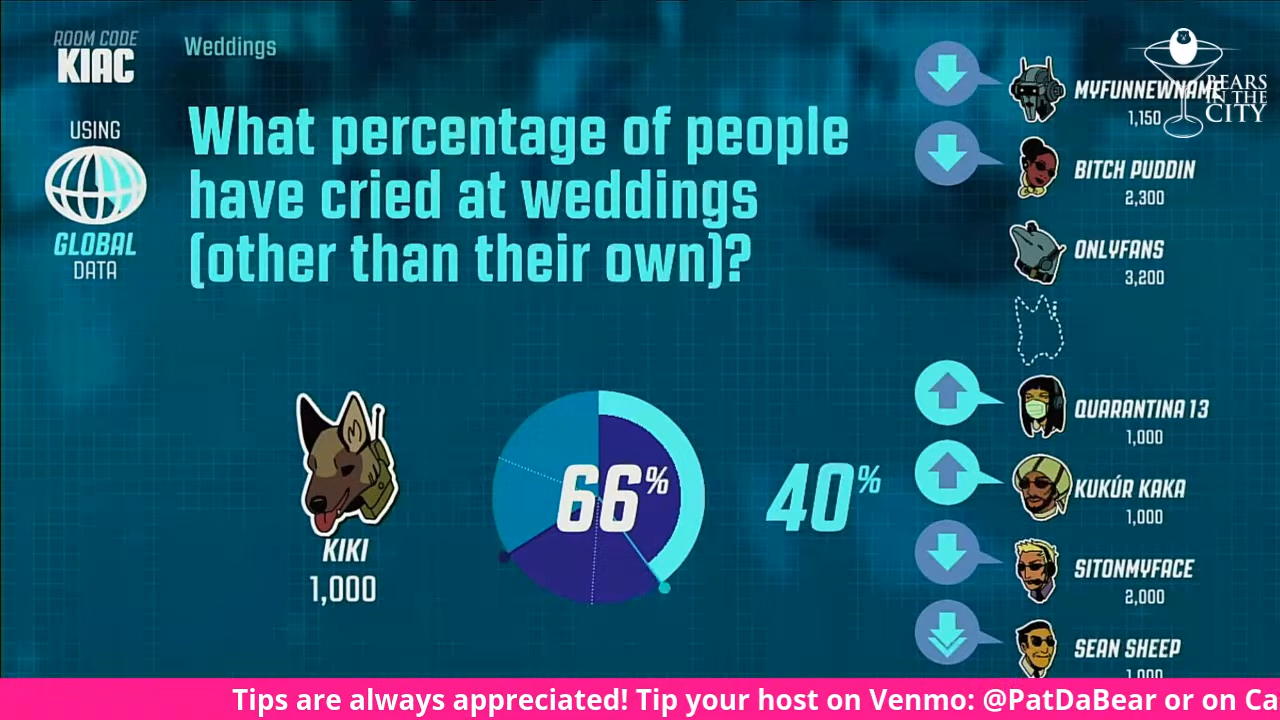 ROOM CODE
KIAC
Weddings
USING
GLOBAL
DATA
What percentage of people
have cried at weddings
(other than their own)?
KIKI
1,000
66%
40%
MYFUNNEWNAME
1,150
BEARS
IN THE
CITY
BITCH PUDDIN
2,300
ONLYFANS
3,200
QUARANTINA 13
1,000
KUKÚR KAKA
1,000
SITONMYFACE
2,000
SEAN SHEEP
1,000
Tips are always appreciated! Tip your host on Venmo: @PatDaBear or on Ca